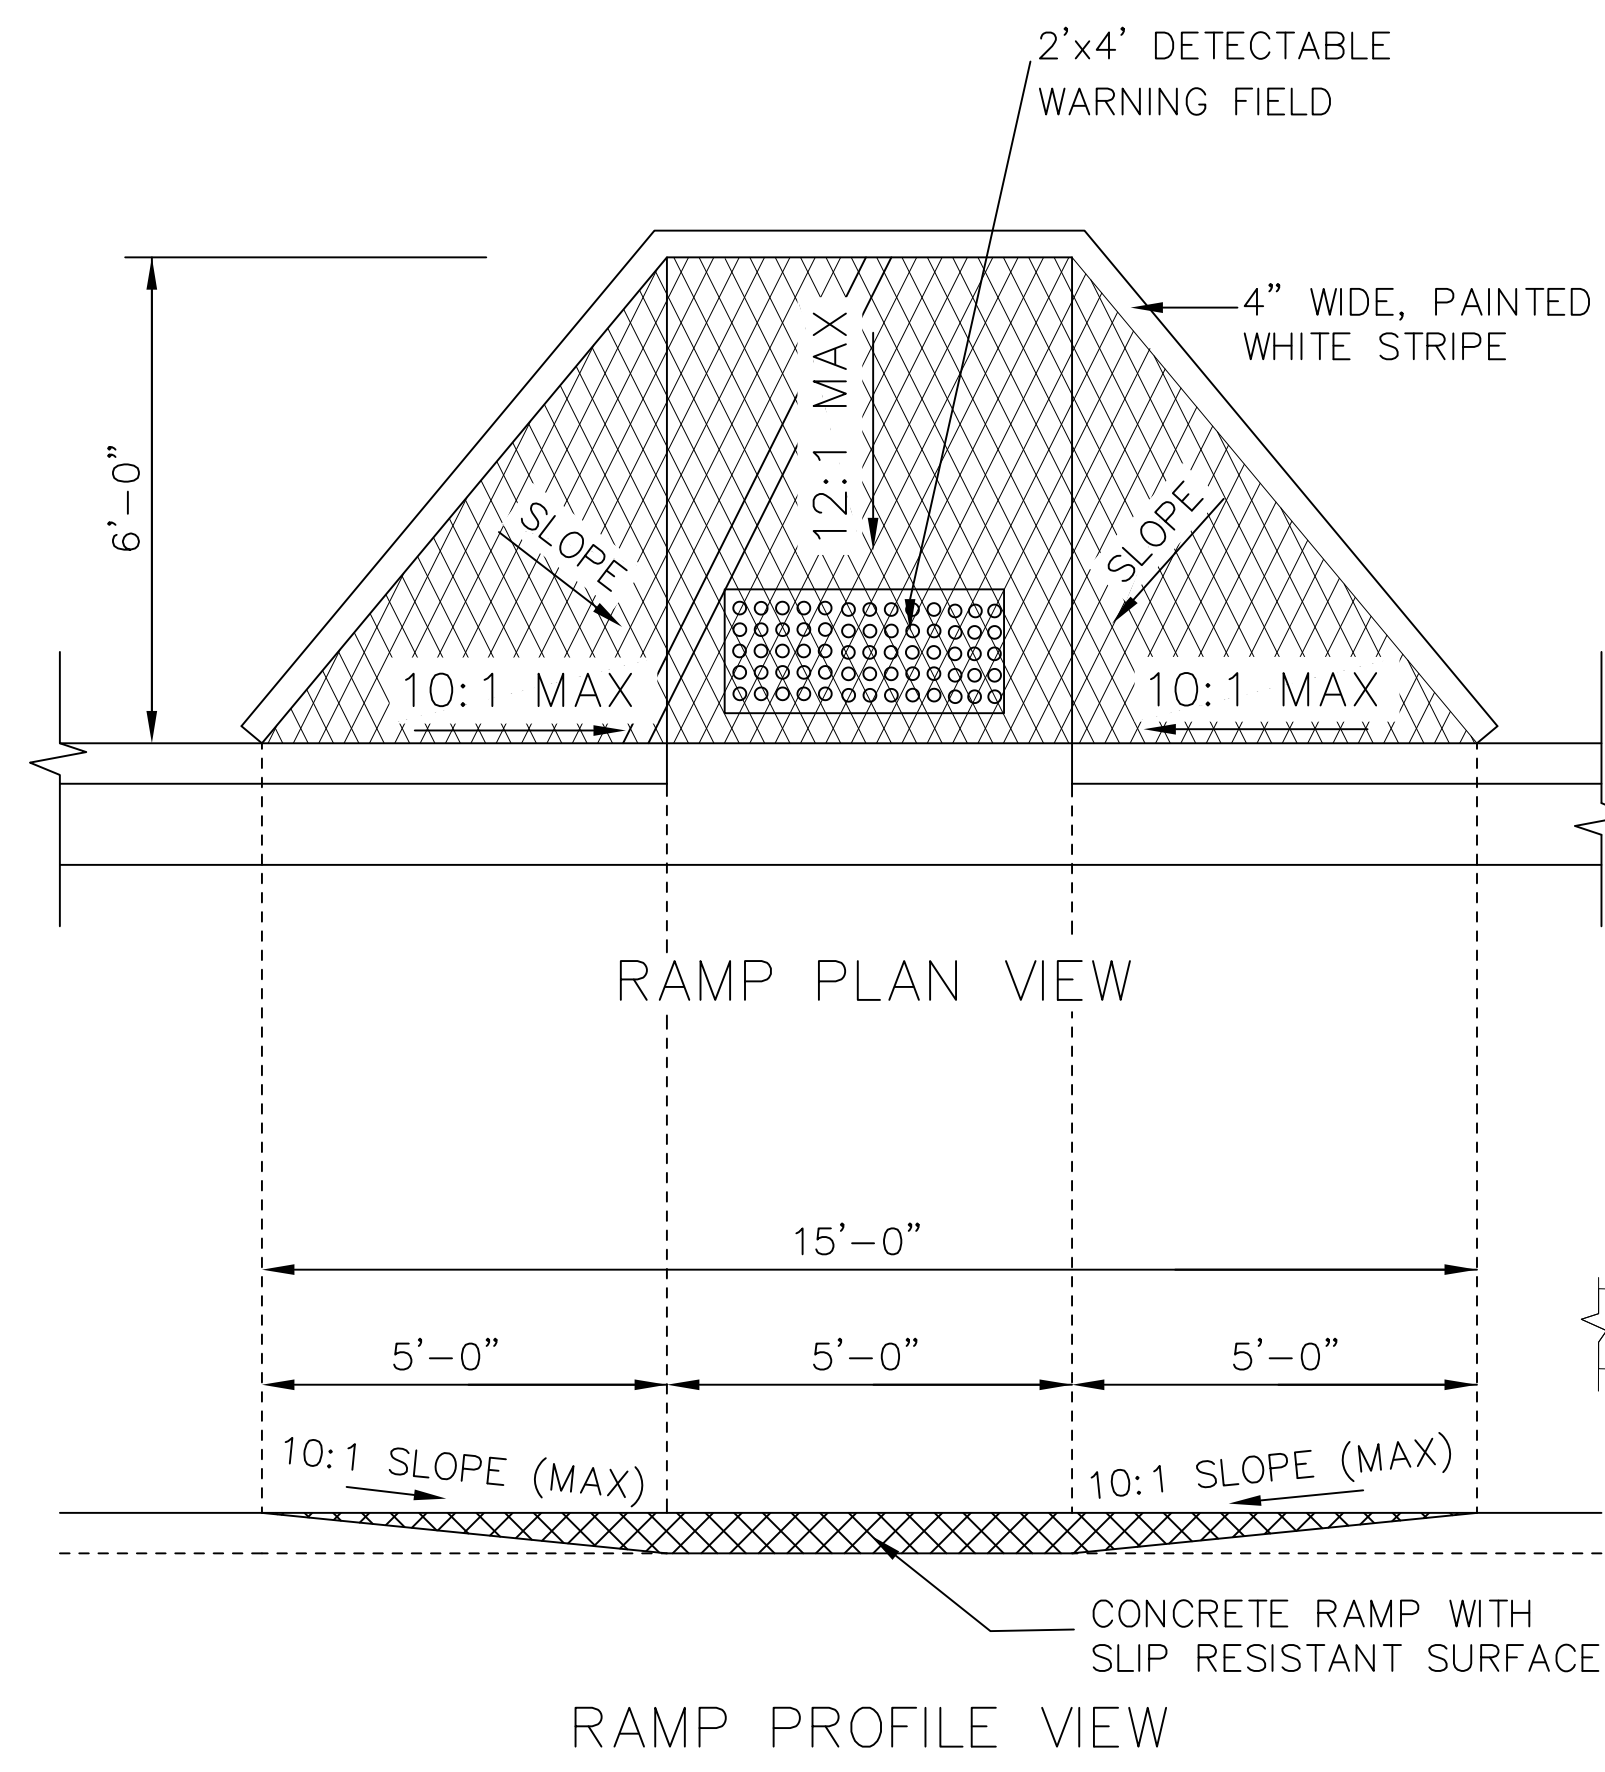 2'x4' DETECTABLE
WARNING FIELD
4" WIDE, PAINTED
WHITE STRIPE
6'-0"
12:1 MAX
SLOPE
SLOPE
10:1 MAX
10:1 MAX
RAMP PLAN VIEW
15'-0"
5'-0"
5'-0"
5'-0"
10:1 SLOPE (MAX)
10:1 SLOPE (MAX)
CONCRETE RAMP WITH
SLIP RESISTANT SURFACE
RAMP PROFILE VIEW